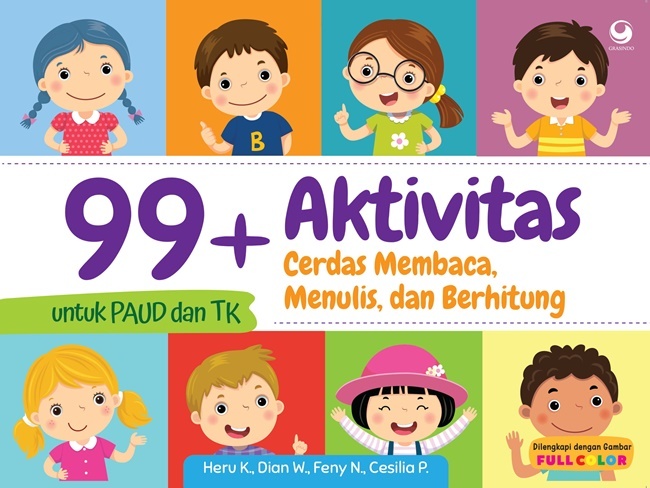 GRASINDO
B
99+ Aktivitas
Cerdas Membaca,
Menulis, dan Berhitung
untuk PAUD dan TK
Heru K., Dian W., Feny N., Cesilia P.
Dilengkapi dengan Gambar
FULL COLOR